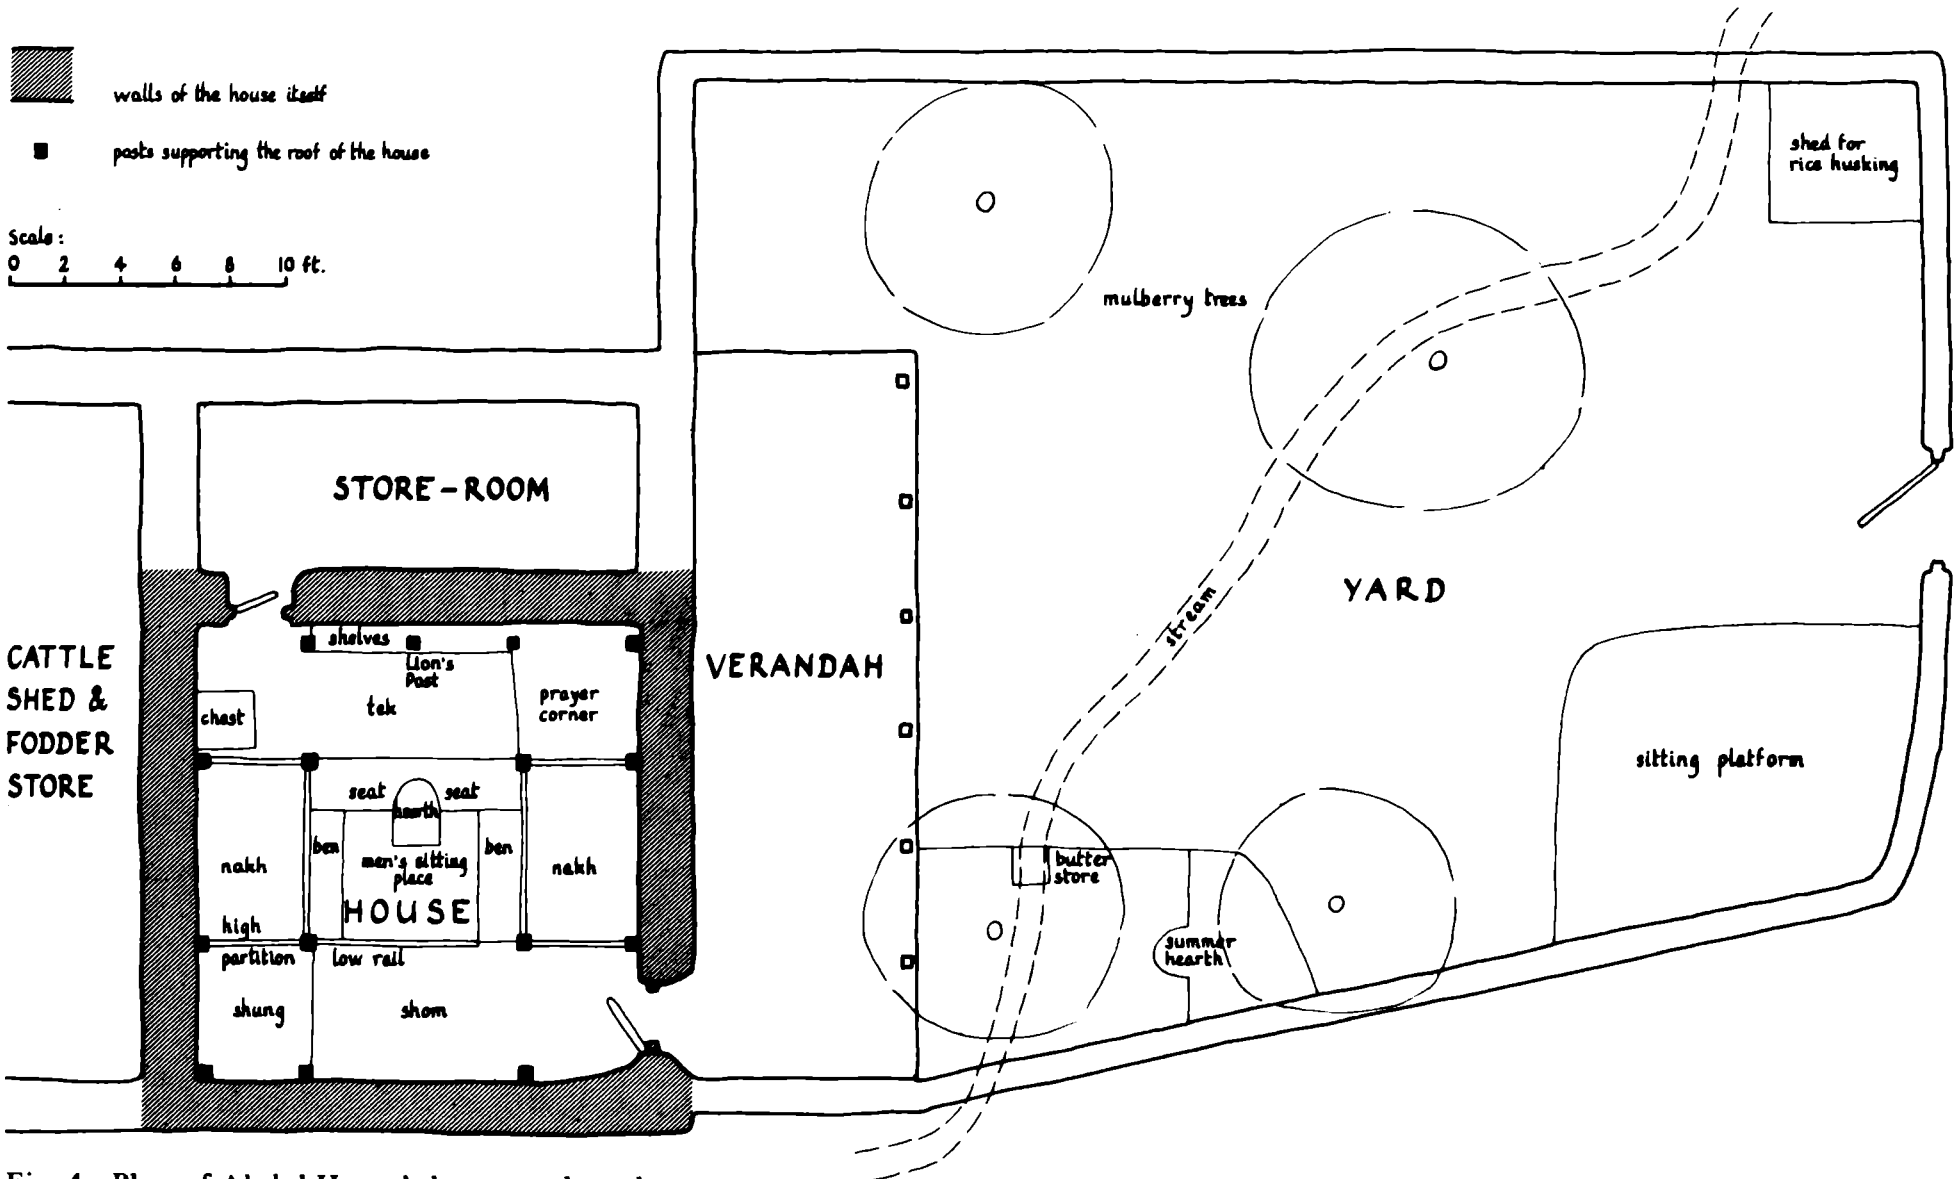 walls of the house itself
posts supporting the roof of the house
Scale:
0 2 4 6 8 10 ft.
shed for
rice husking
mulberry trees
STORE-ROOM
YARD
stream
CATTLE
SHED &
FODDER
STORE
shelves
Lion's
Post
tek
prayer
corner
chest
VERANDAH
sitting platform
seat
seat
hearth
ben
ben
men's sitting
place
nakh
nakh
HOUSE
high
partition
low rail
butter
store
summer
hearth
shung
shom